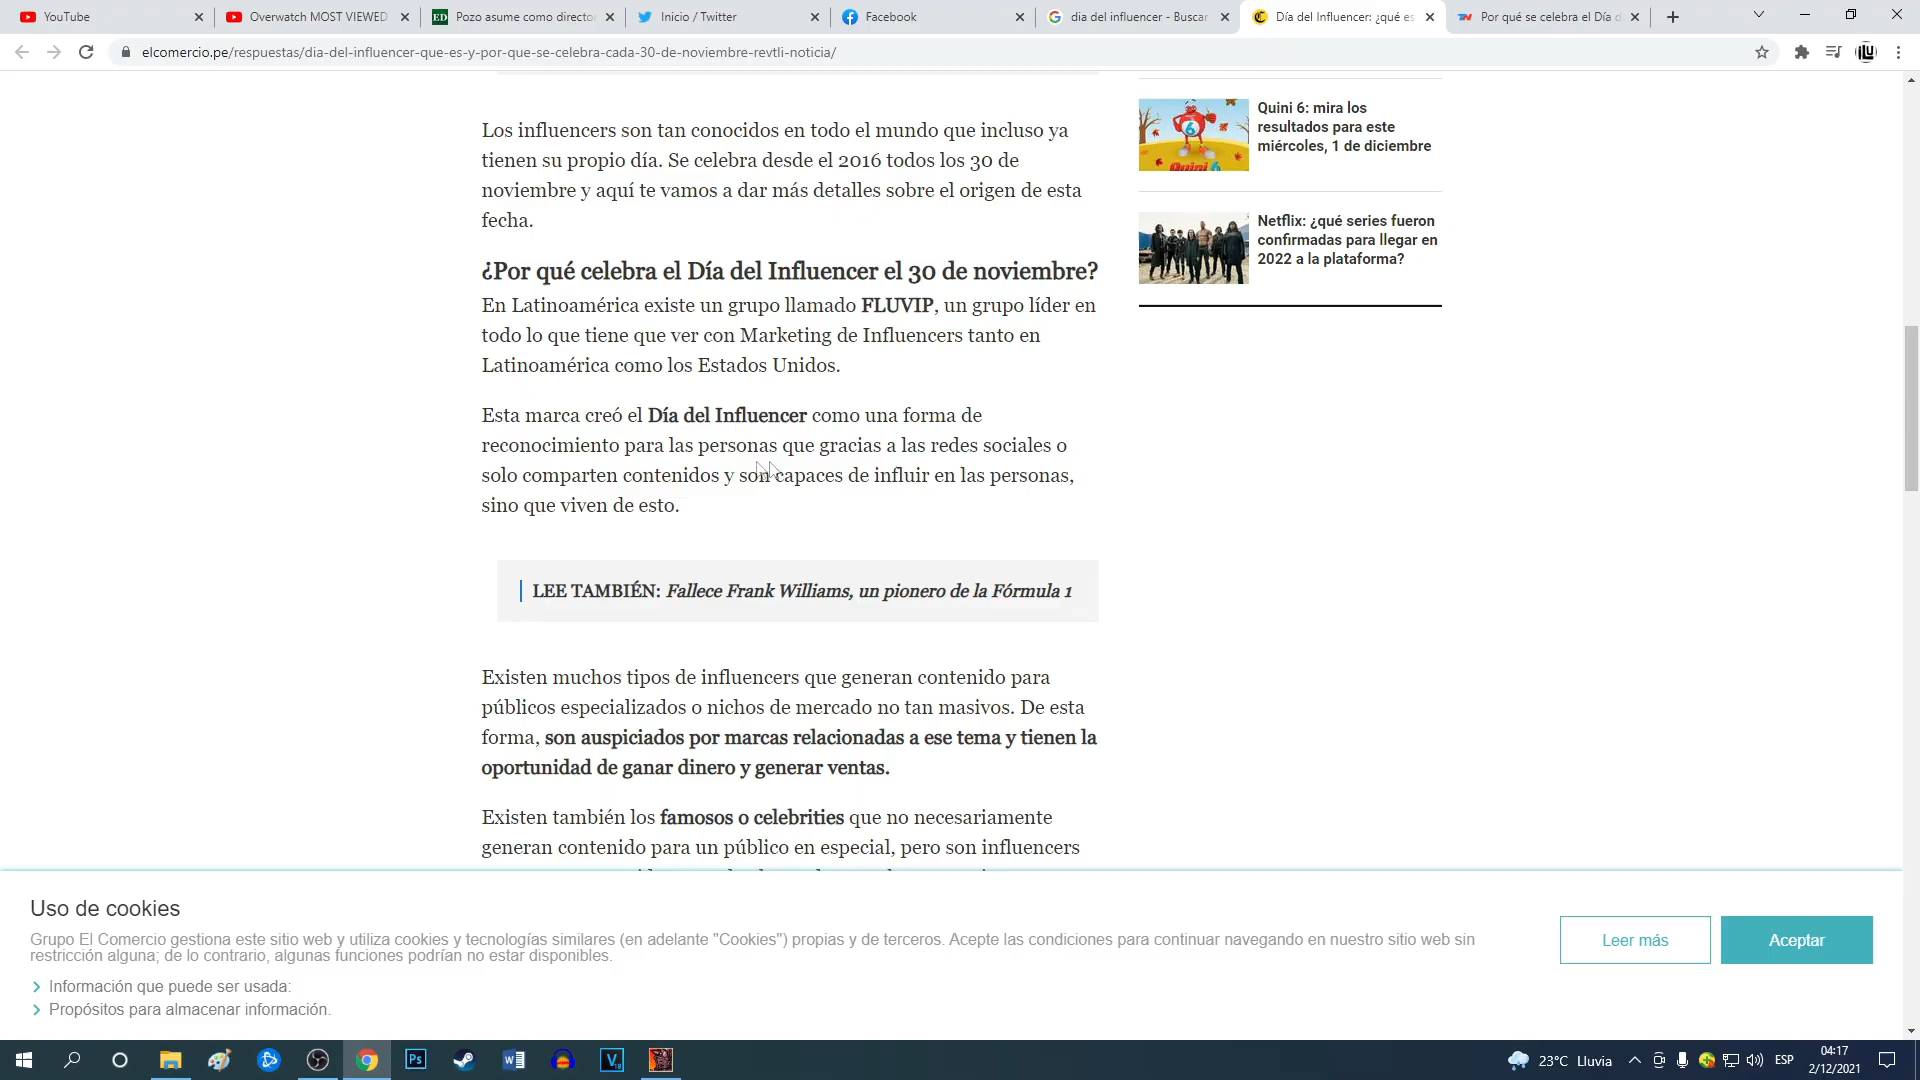 YouTube
Overwatch MOST VIEWED
Pozo asume como director
Inicio / Twitter
Facebook
dia del influencer - Buscar
Día del Influencer: ¿qué es
Por qué se celebra el Día d
elcomercio.pe/respuestas/dia-del-influencer-que-es-y-por-que-se-celebra-cada-30-de-noviembre-revtli-noticia/
Los influencers son tan conocidos en todo el mundo que incluso ya
tienen su propio día. Se celebra desde el 2016 todos los 30 de
noviembre y aquí te vamos a dar más detalles sobre el origen de esta
fecha.
¿Por qué celebra el Día del Influencer el 30 de noviembre?
En Latinoamérica existe un grupo llamado FLUVIP, un grupo líder en
todo lo que tiene que ver con Marketing de Influencers tanto en
Latinoamérica como los Estados Unidos.
Esta marca creó el Día del Influencer como una forma de
reconocimiento para las personas que gracias a las redes sociales o
solo comparten contenidos y son capaces de influir en las personas,
sino que viven de esto.
LEE TAMBIÉN: Fallece Frank Williams, un pionero de la Fórmula 1
Existen muchos tipos de influencers que generan contenido para
públicos especializados o nichos de mercado no tan masivos. De esta
forma, son auspiciados por marcas relacionadas a ese tema y tienen la
oportunidad de ganar dinero y generar ventas.
Existen también los famosos o celebrities que no necesariamente
generan contenido para un público en especial, pero son influencers
6
Quini 6
Quini 6: mira los
resultados para este
miércoles, 1 de diciembre
Netflix: ¿qué series fueron
confirmadas para llegar en
2022 a la plataforma?
Uso de cookies
Grupo El Comercio gestiona este sitio web y utiliza cookies y tecnologías similares (en adelante "Cookies") propias y de terceros. Acepte las condiciones para continuar navegando en nuestro sitio web sin
restricción alguna; de lo contrario, algunas funciones podrían no estar disponibles.
Información que puede ser usada:
Propósitos para almacenar información.
Leer más
Aceptar
23°C Lluvia
ESP
04:17
2/12/2021